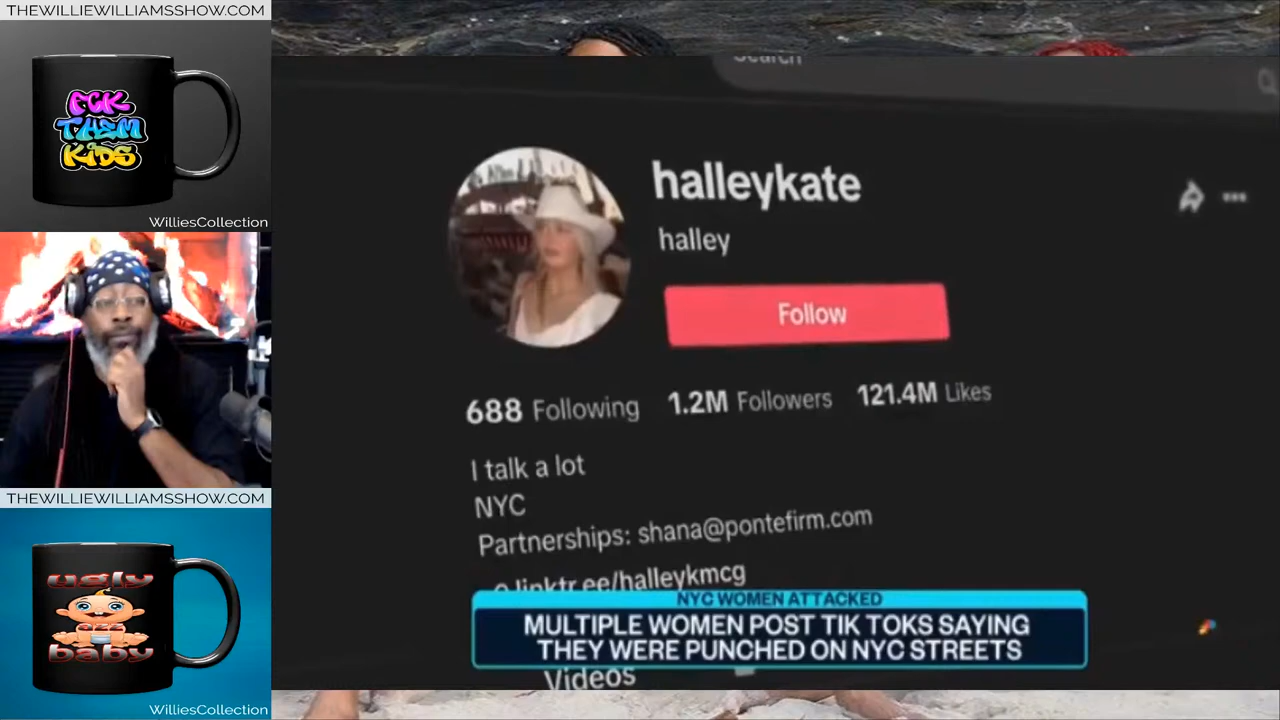 THEWILLIEWILLIAMSSHOW.COM
FCK
THEM
KIDS
WilliesCollection
THEWILLIEWILLIAMSSHOW.COM
ugly
ass
baby
WilliesCollection
Search
halleykate
halley
Follow
688 Following 1.2M Followers 121.4M Likes
I talk a lot
NYC
Partnerships: shana@pontefirm.com
linktr.ee/halleykmcg
NYC WOMEN ATTACKED
MULTIPLE WOMEN POST TIK TOKS SAYING
THEY WERE PUNCHED ON NYC STREETS
Videos